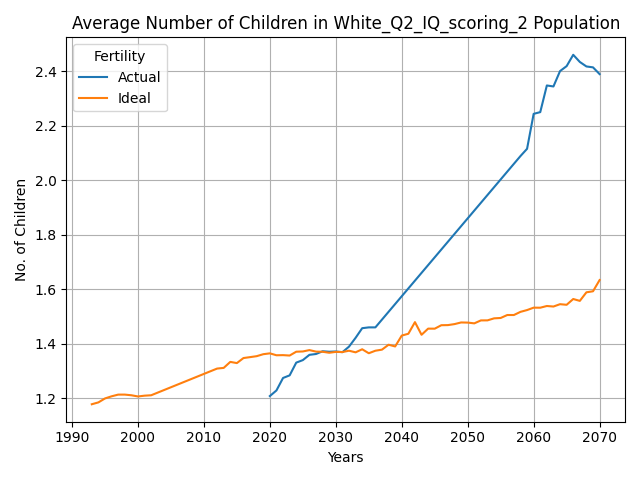 Average Number of Children in White_Q2_IQ_scoring_2 Population
Fertility
Actual
Ideal
No. of Children
2.4
2.2
2.0
1.8
1.6
1.4
1.2
1990 2000 2010 2020 2030 2040 2050 2060 2070
Years